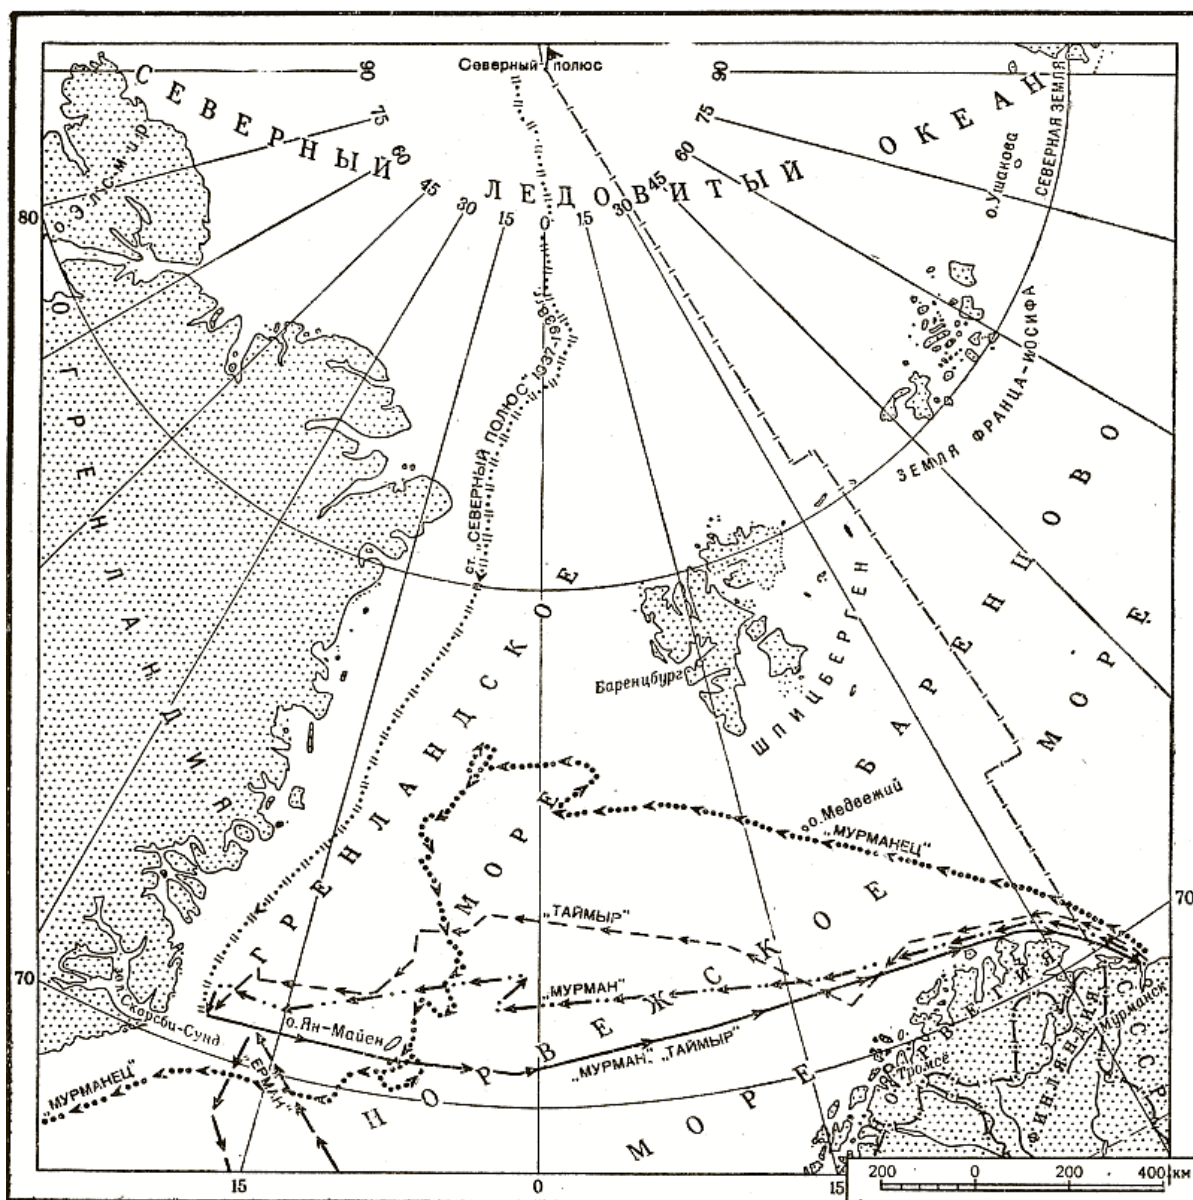 Северный полюс
СЕВЕРНЫЙ
ЛЕДОВИТЫЙ
ОКЕАН
90
75
60
45
30
15
0
15
30
45
60
75
90
80
о. Элсмир
о. Ушакова
СЕВЕРНАЯ ЗЕМЛЯ
ЗЕМЛЯ ФРАНЦА-ИОСИФА
О. ГРЕНЛАНДИЯ
ст. „СЕВЕРНЫЙ ПОЛЮС" 1937-1938г
ГРЕНЛАНДСКОЕ
МОРЕ
Баренцбург
ШПИЦБЕРГЕН
БАРЕНЦОВО
МОРЕ
о. Медвежий
„МУРМАНЕЦ"
70
„ТАЙМЫР"
„МУРМАН"
70
зал. Скорсби-Сунд
о. Ян-Майен
„МУРМАН" „ТАЙМЫР"
„ЕРМАК"
„МУРМАНЕЦ"
НОРВЕЖСКОЕ
МОРЕ
НОРВЕГИЯ
Тромсё
ФИНЛЯНДИЯ
Мурманск
СССР
15
0
15
200 0 200 400 км